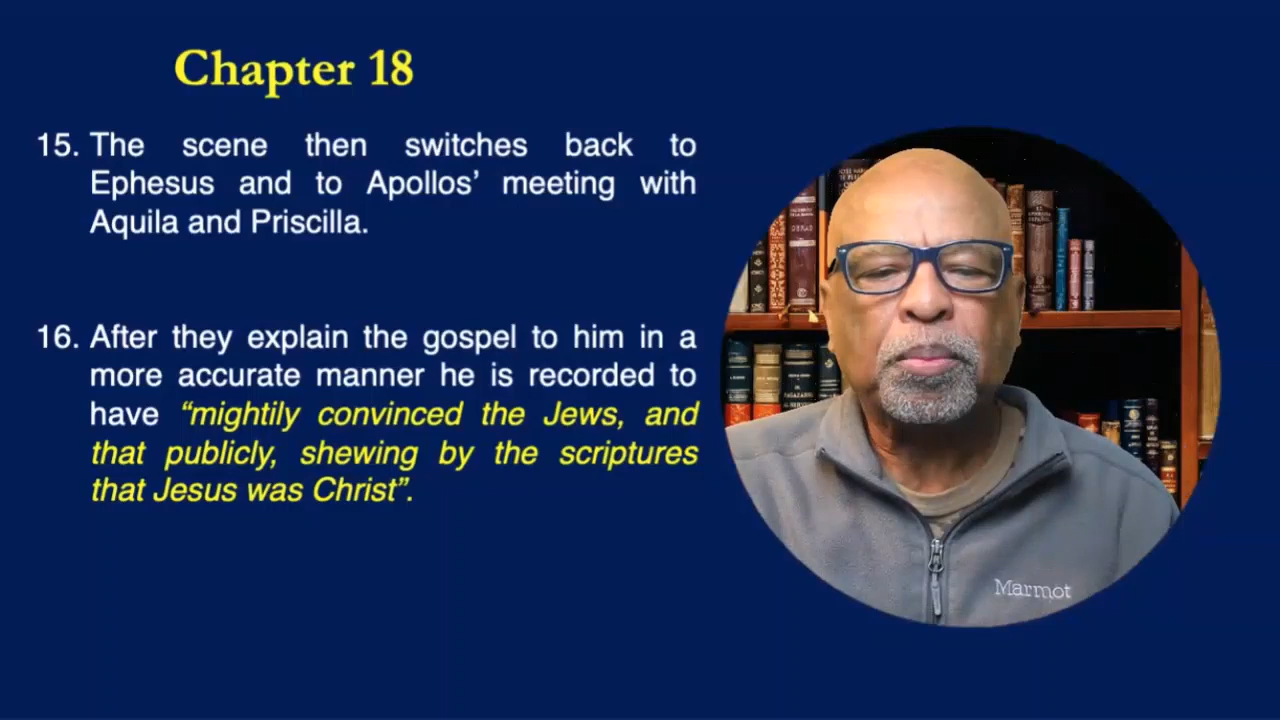 Chapter 18
15. The scene then switches back to
Ephesus and to Apollos’ meeting with
Aquila and Priscilla.
16. After they explain the gospel to him in a
more accurate manner he is recorded to
have “mightily convinced the Jews, and
that publicly, shewing by the scriptures
that Jesus was Christ”.
Marmot